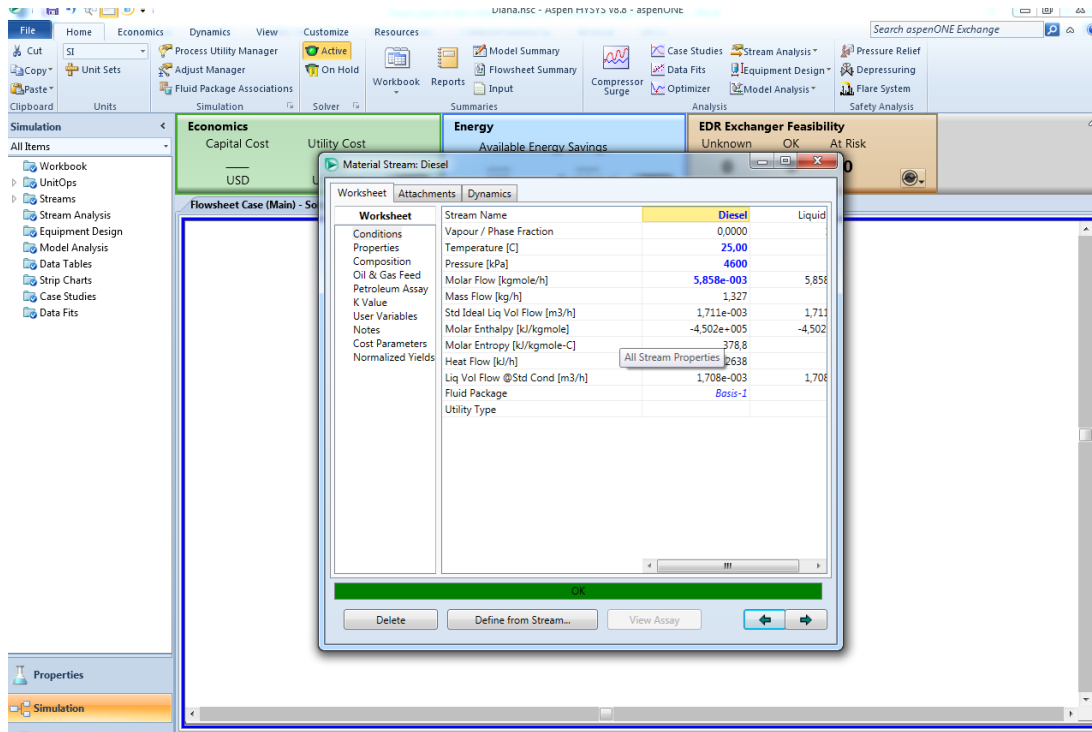 Diana.hsc - Aspen HYSYS V8.8 - aspenONE
File Home Economics Dynamics View Customize Resources Search aspenONE Exchange
Cut SI Process Utility Manager Active Model Summary Case Studies Stream Analysis Pressure Relief
Copy Unit Sets Adjust Manager On Hold Flowsheet Summary Data Fits Equipment Design Depressuring
Paste Fluid Package Associations Workbook Reports Input Compressor Surge Optimizer Model Analysis Flare System
Clipboard Units Simulation Solver Summaries Analysis Safety Analysis
Simulation
All Items
Workbook
UnitOps
Streams
Stream Analysis
Equipment Design
Model Analysis
Data Tables
Strip Charts
Case Studies
Data Fits
Properties
Simulation
Economics
Capital Cost Utility Cost
USD
Energy
Available Energy Savings
EDR Exchanger Feasibility
Unknown OK At Risk
0
Flowsheet Case (Main) - So
Material Stream: Diesel
Worksheet Attachments Dynamics
Worksheet
Conditions
Properties
Composition
Oil & Gas Feed
Petroleum Assay
K Value
User Variables
Notes
Cost Parameters
Normalized Yields
Stream Name Diesel Liquid
Vapour / Phase Fraction 0,0000
Temperature [C] 25,00
Pressure [kPa] 4600
Molar Flow [kgmole/h] 5,858e-003 5,858
Mass Flow [kg/h] 1,327
Std Ideal Liq Vol Flow [m3/h] 1,711e-003 1,711
Molar Enthalpy [kJ/kgmole] -4,502e+005 -4,502
Molar Entropy [kJ/kgmole-C] 378,8
Heat Flow [kJ/h] 2638
Liq Vol Flow @Std Cond [m3/h] 1,708e-003 1,708
Fluid Package Basis-1
Utility Type
All Stream Properties
OK
Delete Define from Stream... View Assay